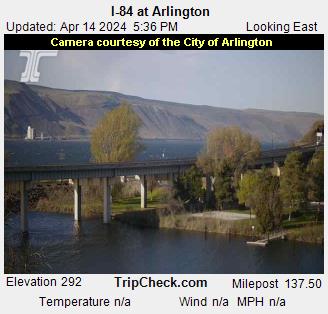 I-84 at Arlington
Updated: Apr 14 2024 5:36 PM Looking East
Camera courtesy of the City of Arlington
Elevation 292 TripCheck.com Milepost 137.50
Temperature n/a Wind n/a MPH n/a